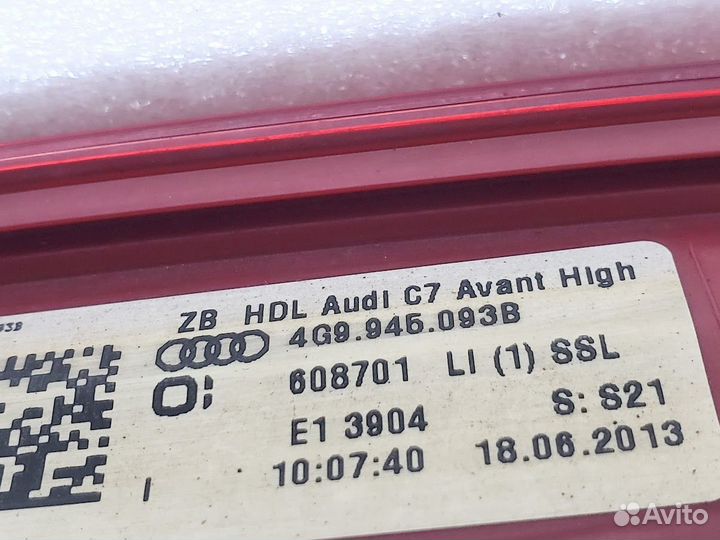 ZB HDL Audi C7 Avant High
4G9.945.093B
608701 LI (1) SSL
E1 3904 S: S21
10:07:40 18.06.2013
Avito